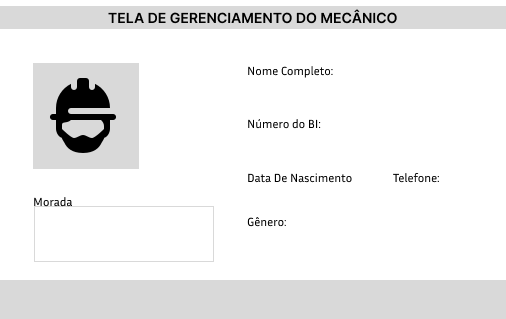 TELA DE GERENCIAMENTO DO MECÂNICO
Nome Completo:
Número do BI:
Data De Nascimento Telefone:
Morada
Gênero: